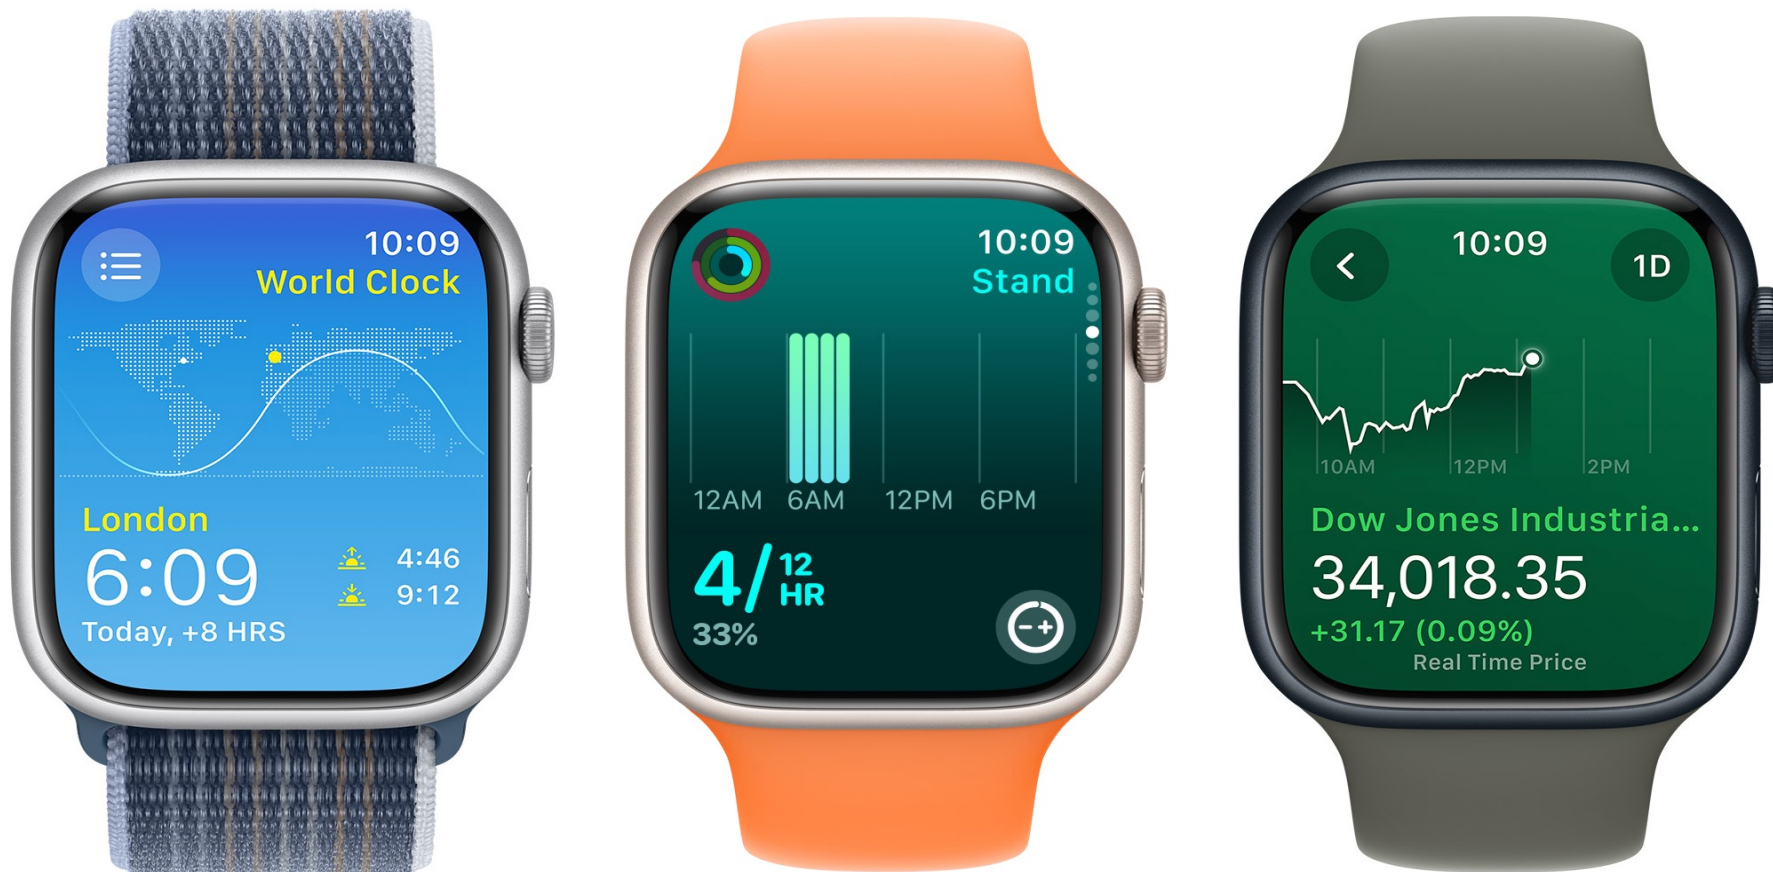 10:09
World Clock
London
6:09
4:46
9:12
Today, +8 HRS
10:09
Stand
12AM 6AM 12PM 6PM
4/12 HR
33%
10:09
1D
10AM 12PM 2PM
Dow Jones Industria...
34,018.35
+31.17 (0.09%)
Real Time Price